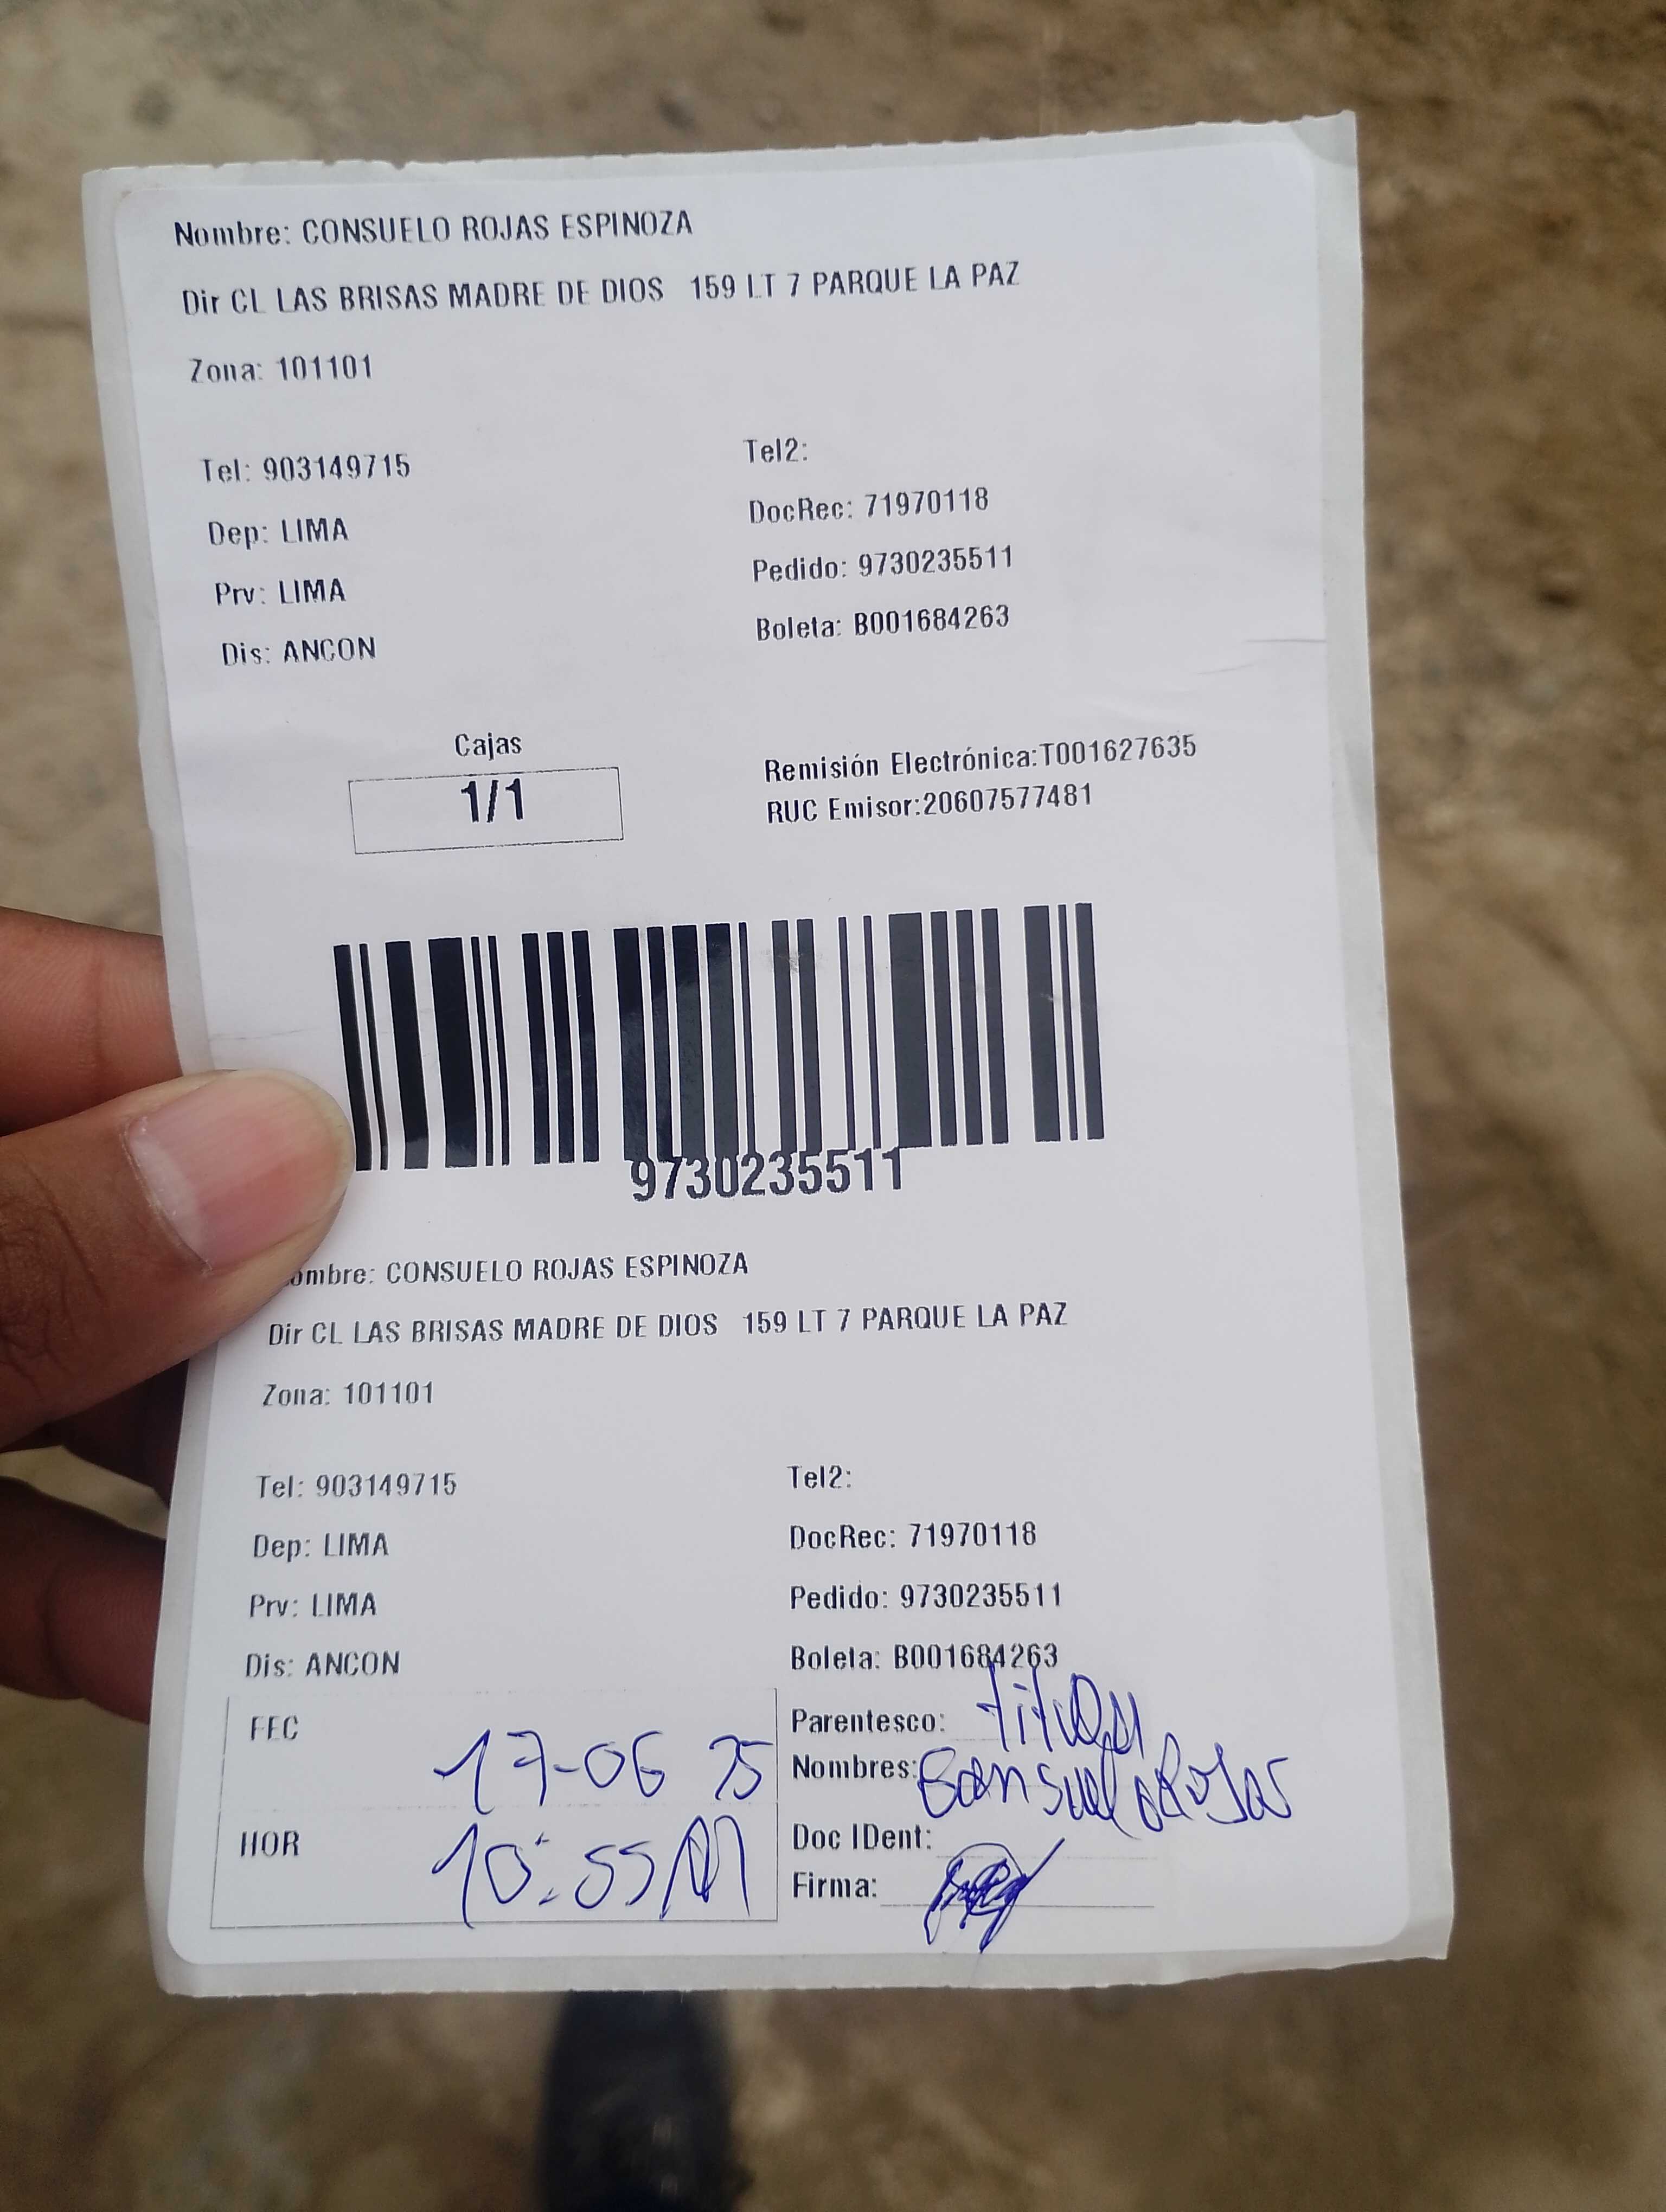 Nombre: CONSUELO ROJAS ESPINOZA
Dir CL LAS BRISAS MADRE DE DIOS 159 LT 7 PARQUE LA PAZ
Zona: 101101
Tel: 903149715
Tel2:
Dep: LIMA
DocRec: 71970118
Prv: LIMA
Pedido: 9730235511
Dis: ANCON
Boleta: B001684263
Cajas
1/1
Remisión Electrónica:T001627635
RUC Emisor:20607577481
9730235511
ombre: CONSUELO ROJAS ESPINOZA
Dir CL LAS BRISAS MADRE DE DIOS 159 LT 7 PARQUE LA PAZ
Zona: 101101
Tel: 903149715
Tel2:
Dep: LIMA
DocRec: 71970118
Prv: LIMA
Pedido: 9730235511
Dis: ANCON
Boleta: B001684263
FEC 17-06 25
Parentesco: titular
Nombres: Consuelo Rojas
HOR 10:55 AM
Doc IDent:
Firma: